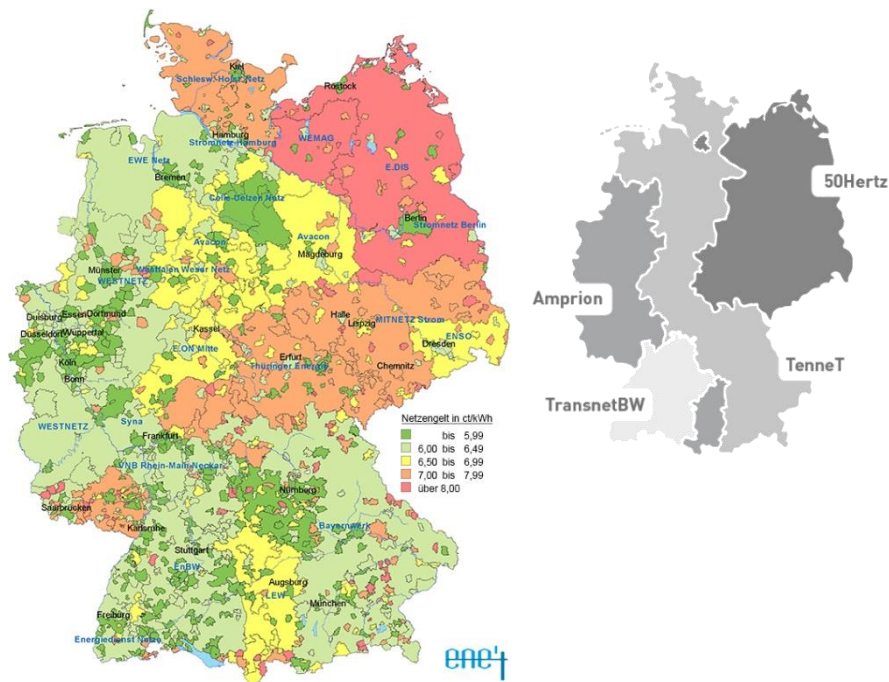 Kiel
Schlesw.-Holst. Netz
Rostock
Hamburg
Stromnetz-Hamburg
WEMAG
EWE Netz
E.DIS
Bremen
Celle-Uelzen Netz
Berlin
Stromnetz Berlin
Avacon
Avacon
Magdeburg
Münster
Westfalen Weser Netz
WESTNETZ
Halle
Duisburg
Essen
Dortmund
Leipzig
MITNETZ Strom
Kassel
Düsseldorf
Wuppertal
ENSO
E.ON Mitte
Dresden
Erfurt
Köln
Thüringer Energie
Chemnitz
Bonn
WESTNETZ
Syna
Frankfurt
VNB Rhein-Main-Neckar
Nürnberg
Saarbrücken
Karlsruhe
Bayernwerk
Stuttgart
EnBW
Augsburg
LEW
München
Freiburg
Energiedienst Netze
Netzengelt in ct/kWh
bis 5,99
6,00 bis 6,49
6,50 bis 6,99
7,00 bis 7,99
über 8,00
ene't
50Hertz
Amprion
TenneT
TransnetBW